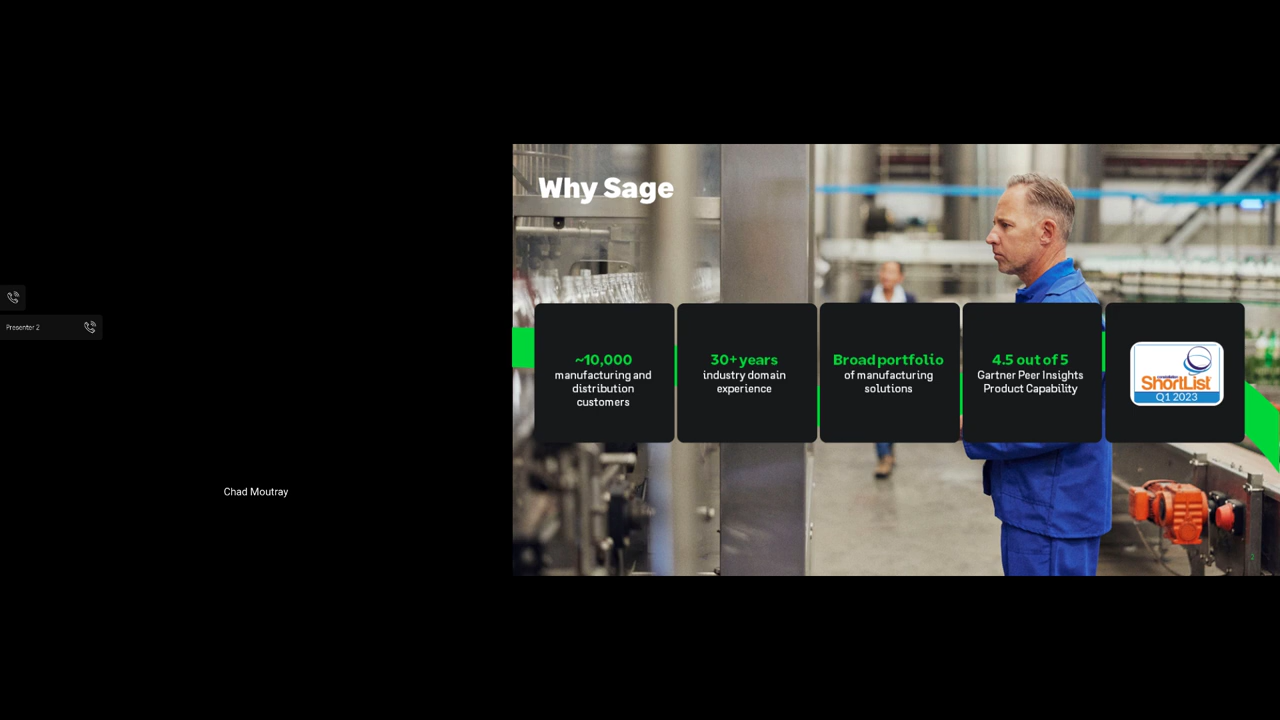 Presenter 2
Chad Moutray
Why Sage
~10,000
manufacturing and
distribution
customers
30+ years
industry domain
experience
Broad portfolio
of manufacturing
solutions
4.5 out of 5
Gartner Peer Insights
Product Capability
ShortList
Q1 2023